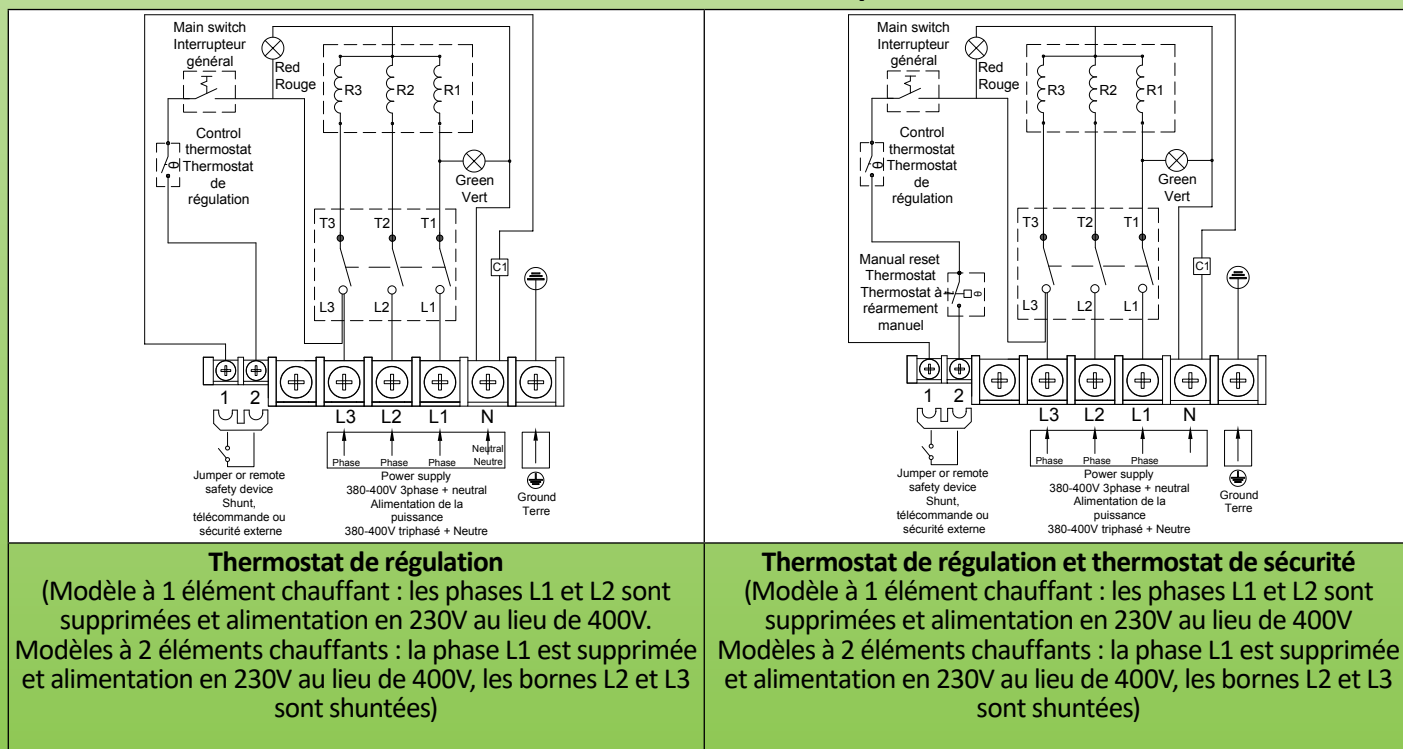 Main switch
Interrupteur
général
Red
Rouge
R3
R2
R1
Control
thermostat
Thermostat
de
régulation
Green
Vert
T3
T2
T1
C1
L3
L2
L1
1
2
L3
L2
L1
N
Phase
Phase
Phase
Neutral
Neutre
Jumper or remote
safety device
Shunt,
télécommande ou
sécurité externe
Power supply
380-400V 3phase + neutral
Alimentation de la
puissance
380-400V triphasé + Neutre
Ground
Terre
Thermostat de régulation
(Modèle à 1 élément chauffant : les phases L1 et L2 sont
supprimées et alimentation en 230V au lieu de 400V.
Modèles à 2 éléments chauffants : la phase L1 est supprimée
et alimentation en 230V au lieu de 400V, les bornes L2 et L3
sont shuntées)
Main switch
Interrupteur
général
Red
Rouge
R3
R2
R1
Control
thermostat
Thermostat
de
régulation
Green
Vert
T3
T2
T1
Manual reset
Thermostat
Thermostat à
réarmement
manuel
C1
L3
L2
L1
1
2
L3
L2
L1
N
Phase
Phase
Phase
Jumper or remote
safety device
Shunt,
télécommande ou
sécurité externe
Power supply
380-400V 3phase + neutral
Alimentation de la
puissance
380-400V triphasé + Neutre
Ground
Terre
Thermostat de régulation et thermostat de sécurité
(Modèle à 1 élément chauffant : les phases L1 et L2 sont
supprimées et alimentation en 230V au lieu de 400V
Modèles à 2 éléments chauffants : la phase L1 est supprimée
et alimentation en 230V au lieu de 400V, les bornes L2 et L3
sont shuntées)